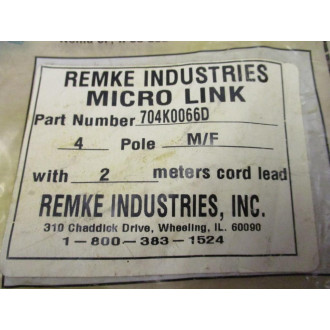 REMKE INDUSTRIES
MICRO LINK
Part Number 704K0066D
4 Pole M/F
with 2 meters cord lead
REMKE INDUSTRIES, INC.
310 Chaddick Drive, Wheeling, IL. 60090
1-800-383-1524